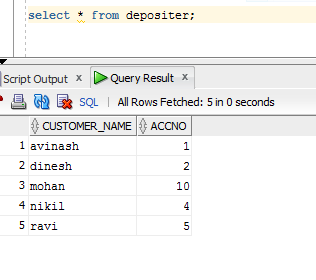 select * from depositer;
Script Output x Query Result x
SQL | All Rows Fetched: 5 in 0 seconds
CUSTOMER_NAME ACCNO
1 avinash 1
2 dinesh 2
3 mohan 10
4 nikil 4
5 ravi 5